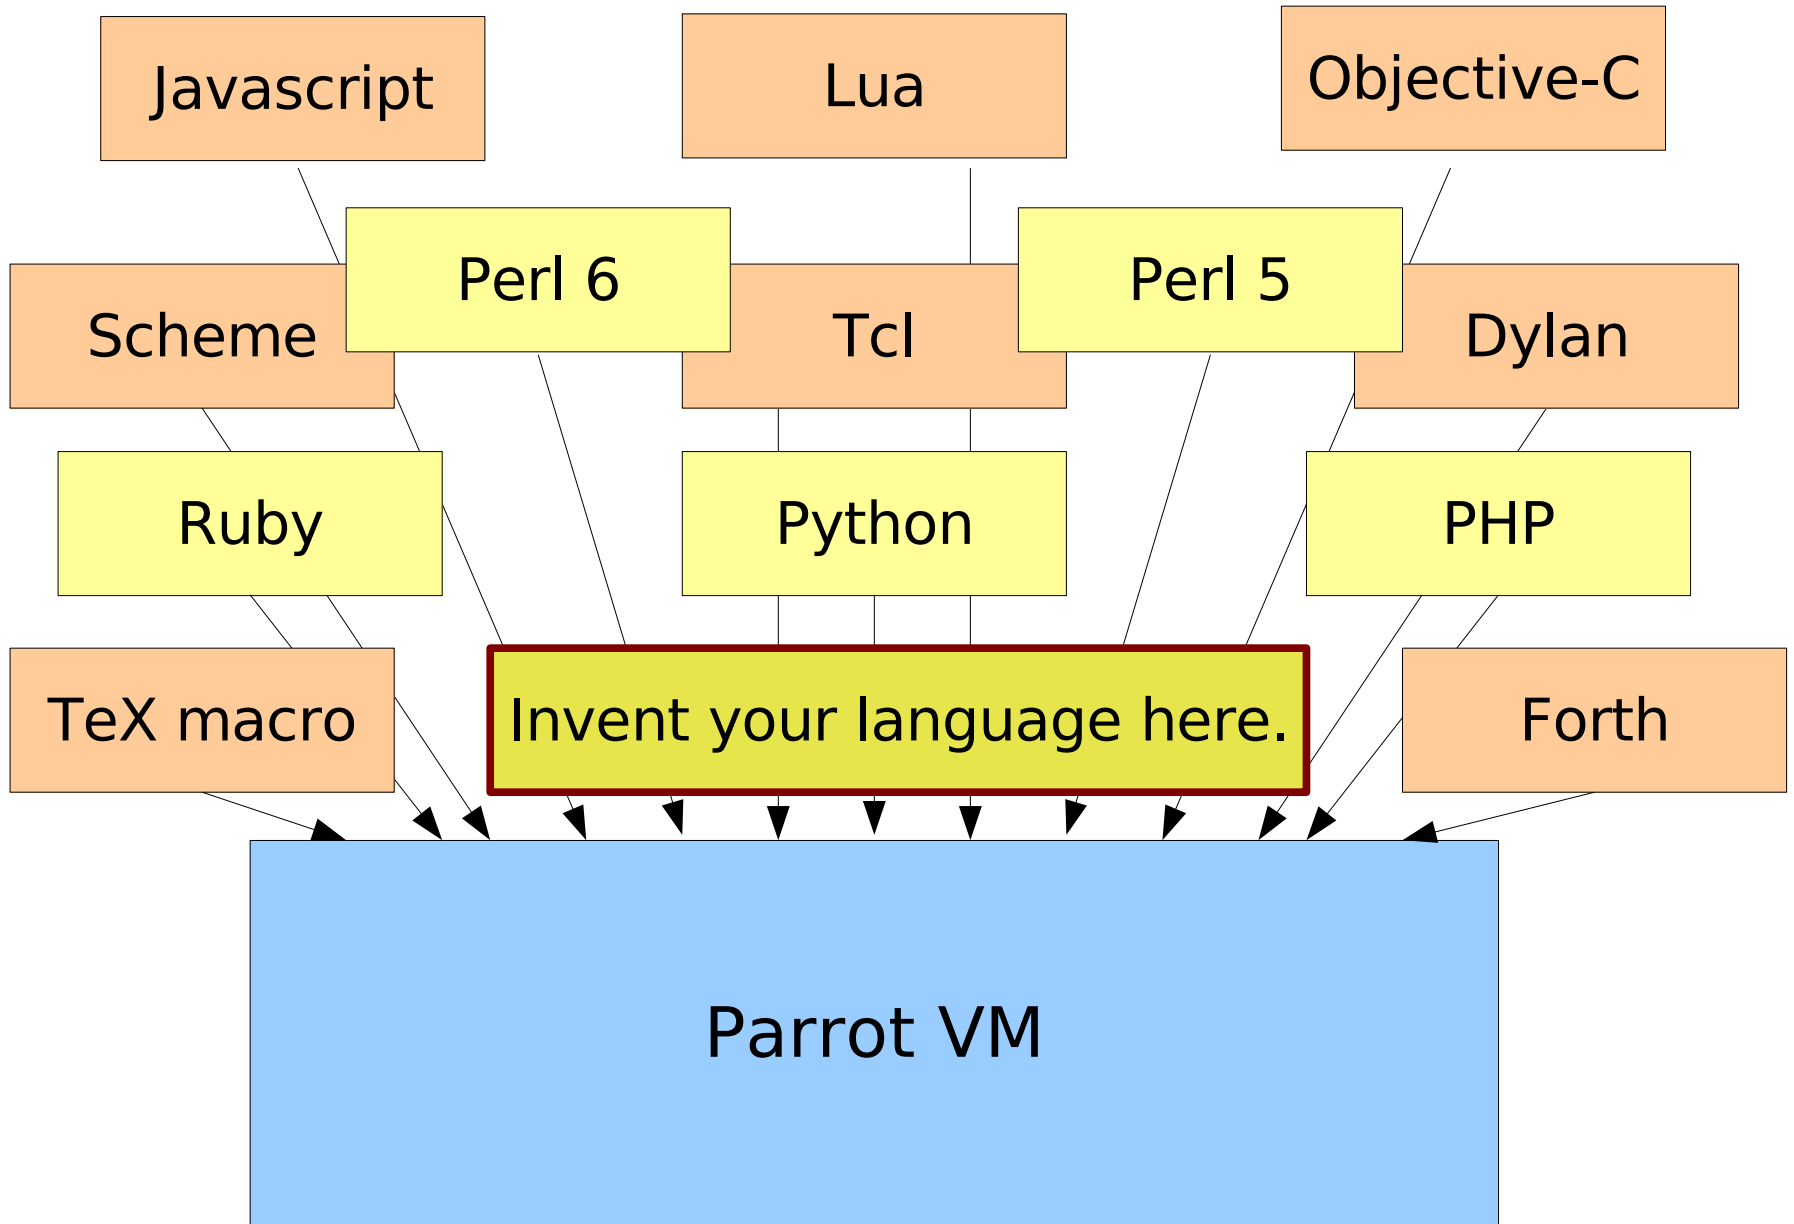 Javascript
Lua
Objective-C
Perl 6
Perl 5
Scheme
Tcl
Dylan
Ruby
Python
PHP
TeX macro
Invent your language here.
Forth
Parrot VM